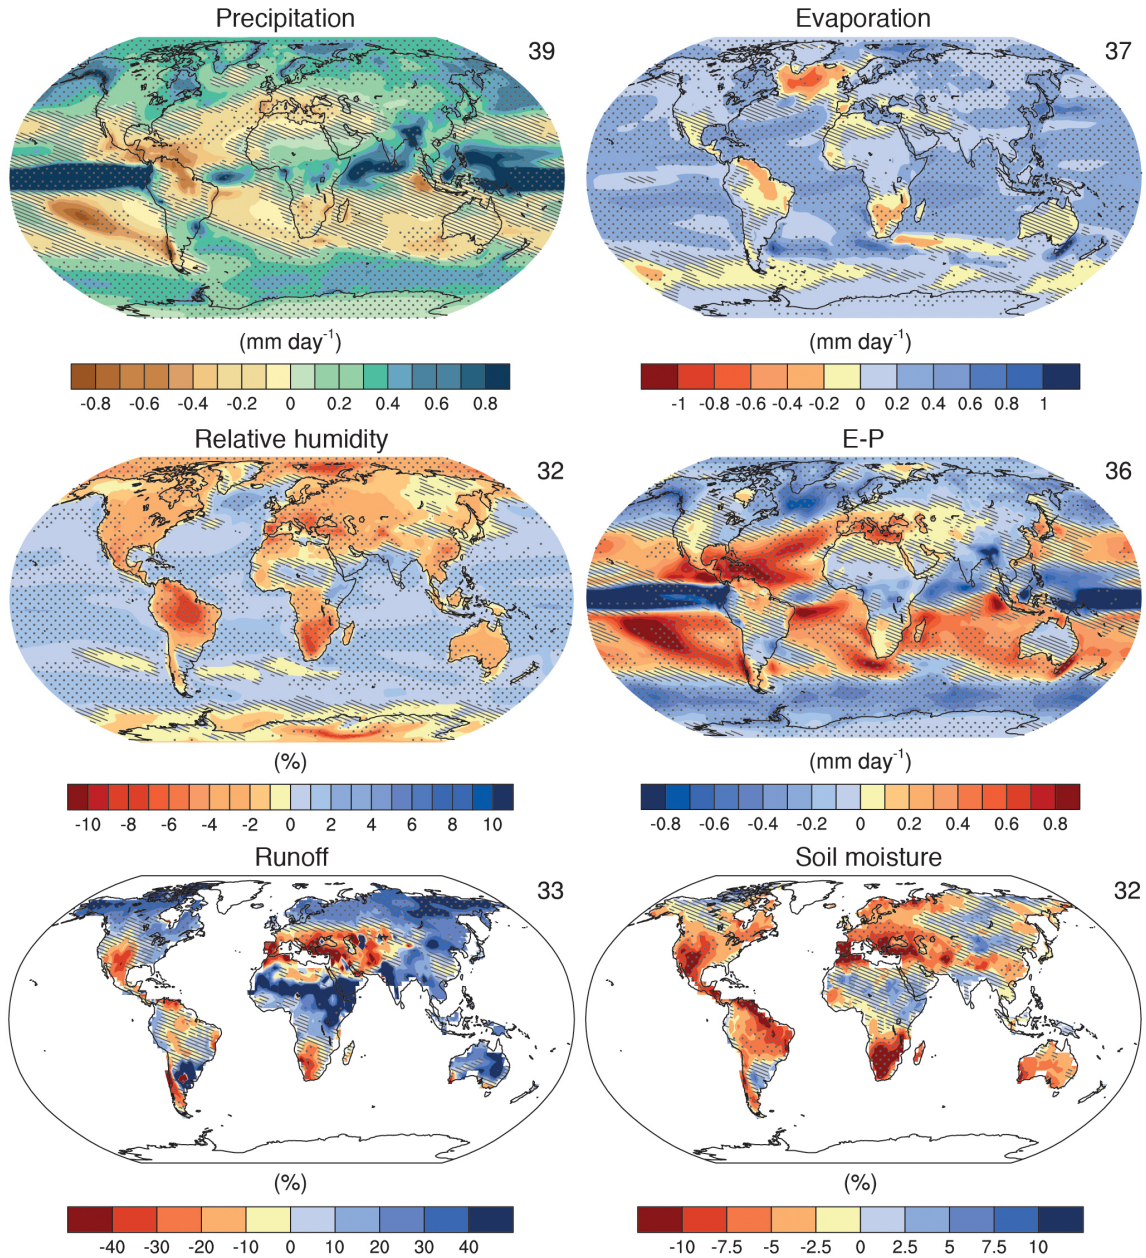 Precipitation
39
(mm day-1)
-0.8 -0.6 -0.4 -0.2 0 0.2 0.4 0.6 0.8
Evaporation
37
(mm day-1)
-1 -0.8 -0.6 -0.4 -0.2 0 0.2 0.4 0.6 0.8 1
Relative humidity
32
(%)
-10 -8 -6 -4 -2 0 2 4 6 8 10
E-P
36
(mm day-1)
-0.8 -0.6 -0.4 -0.2 0 0.2 0.4 0.6 0.8
Runoff
33
(%)
-40 -30 -20 -10 0 10 20 30 40
Soil moisture
32
(%)
-10 -7.5 -5 -2.5 0 2.5 5 7.5 10